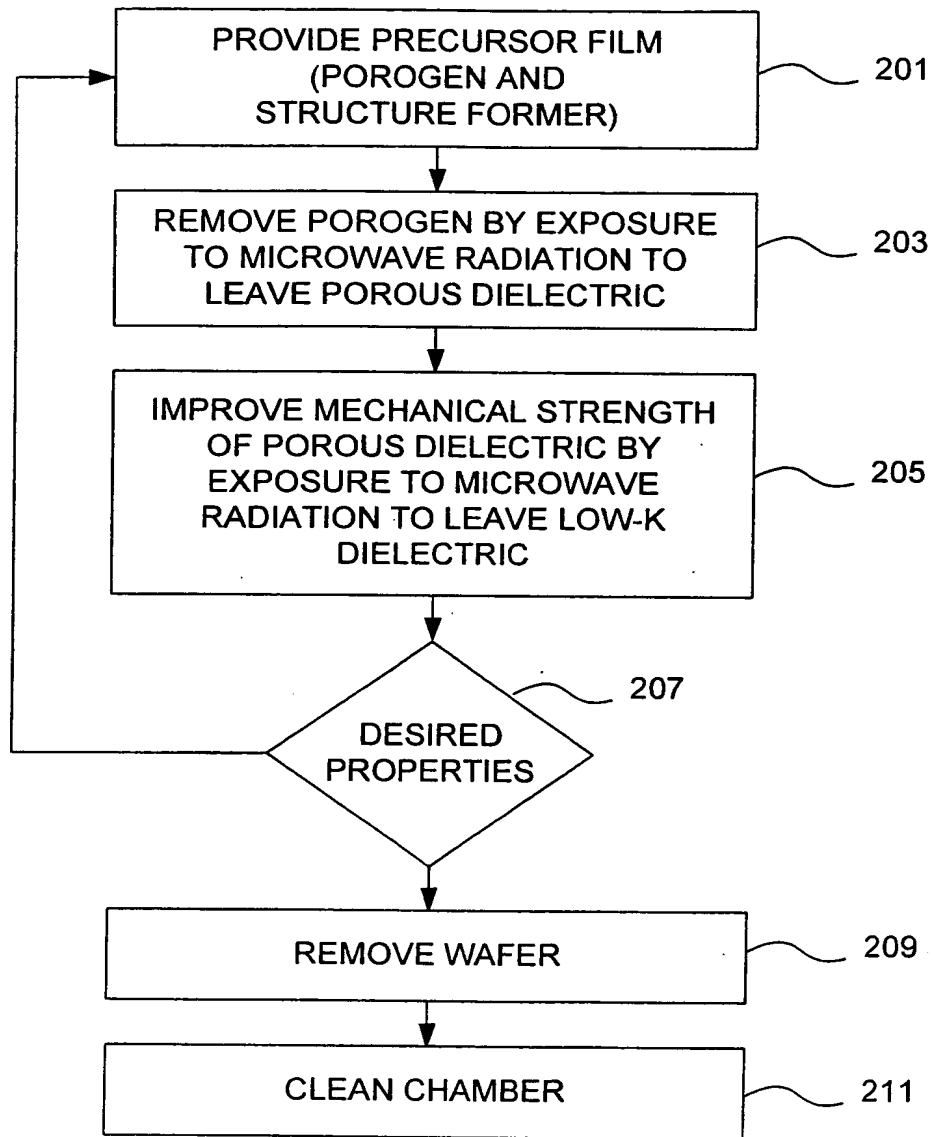 PROVIDE PRECURSOR FILM
(POROGEN AND
STRUCTURE FORMER)
201
REMOVE POROGEN BY EXPOSURE
TO MICROWAVE RADIATION TO
LEAVE POROUS DIELECTRIC
203
IMPROVE MECHANICAL STRENGTH
OF POROUS DIELECTRIC BY
EXPOSURE TO MICROWAVE
RADIATION TO LEAVE LOW-K
DIELECTRIC
205
DESIRED
PROPERTIES
207
REMOVE WAFER
209
CLEAN CHAMBER
211